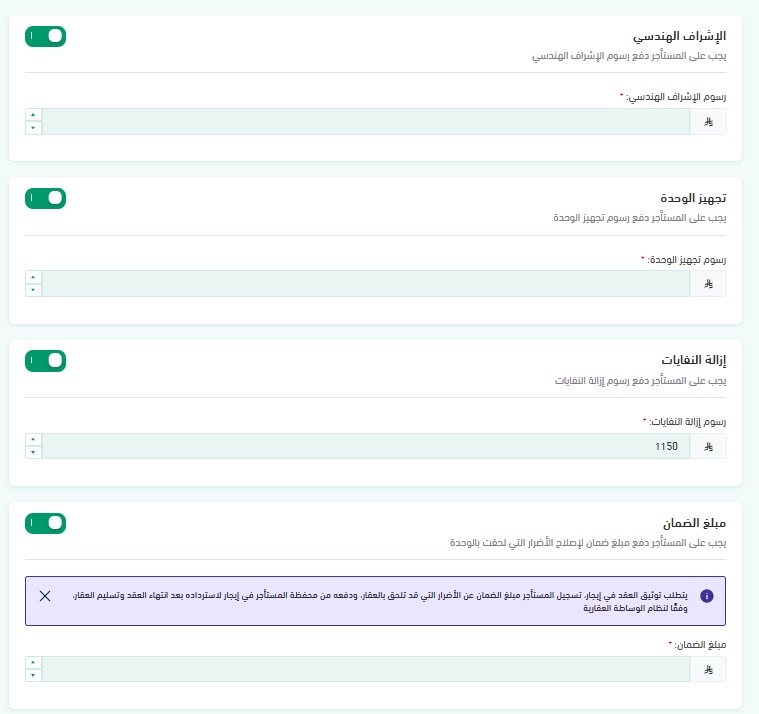 الإشراف الهندسي
يجب على المستأجر دفع رسوم الإشراف الهندسي
رسوم الإشراف الهندسي: *
تجهيز الوحدة
يجب على المستأجر دفع رسوم تجهيز الوحدة
رسوم تجهيز الوحدة: *
إزالة النفايات
يجب على المستأجر دفع رسوم إزالة النفايات
رسوم إزالة النفايات: *
1150
مبلغ الضمان
يجب على المستأجر دفع مبلغ ضمان لإصلاح الأضرار التي لحقت بالوحدة
يتطلب توثيق العقد في إيجار، تسجيل المستأجر مبلغ الضمان عن الأضرار التي قد تلحق بالعقار، ودفعه من محفظة المستأجر في إيجار لاسترداده بعد انتهاء العقد وتسليم العقار،
وفقًا لنظام الوساطة العقارية
مبلغ الضمان: *